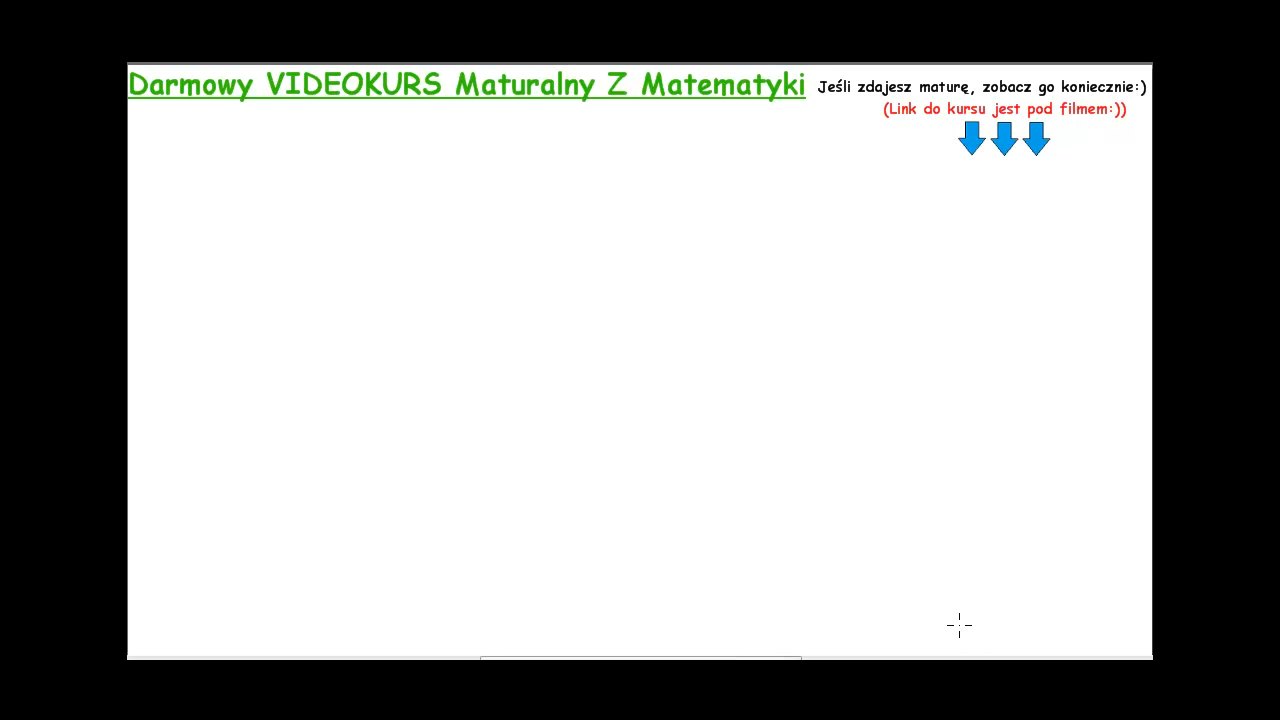 Darmowy VIDEOKURS Maturalny Z Matematyki
Jeśli zdajesz maturę, zobacz go koniecznie:)
(Link do kursu jest pod filmem:))